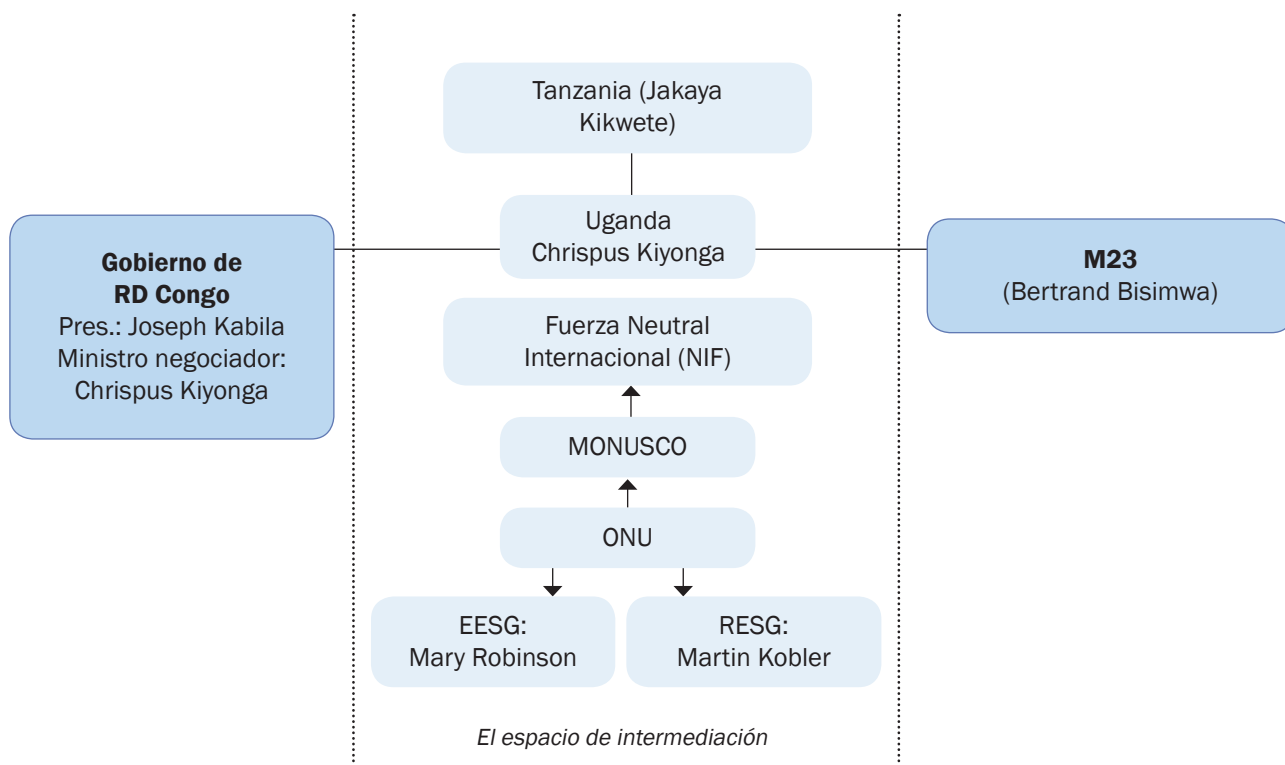 Tanzania (Jakaya
Kikwete)
Uganda
Chrispus Kiyonga
Gobierno de
RD Congo
Pres.: Joseph Kabila
Ministro negociador:
Chrispus Kiyonga
M23
(Bertrand Bisimwa)
Fuerza Neutral
Internacional (NIF)
MONUSCO
ONU
EESG:
Mary Robinson
RESG:
Martin Kobler
El espacio de intermediación